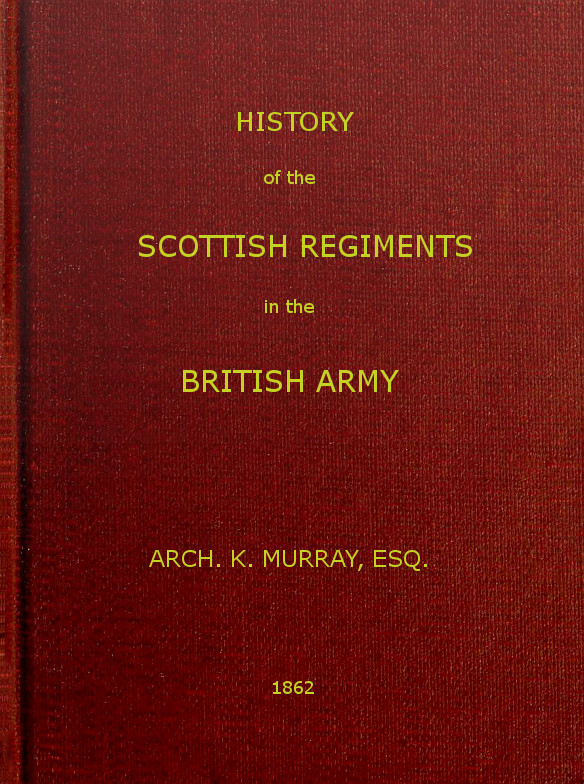 HISTORY
of the
SCOTTISH REGIMENTS
in the
BRITISH ARMY
ARCH. K. MURRAY, ESQ.
1862